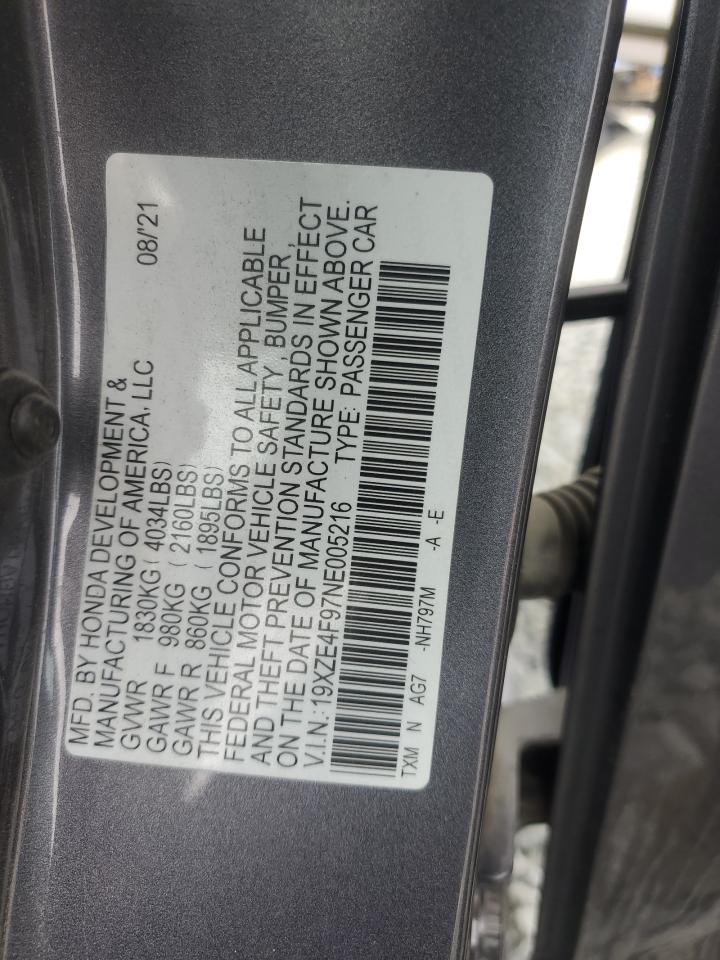 MFD. BY HONDA DEVELOPMENT &
MANUFACTURING OF AMERICA, LLC 08/'21
GVWR 1830KG (4034LBS)
GAWR F 980KG (2160LBS)
GAWR R 860KG (1895LBS)
THIS VEHICLE CONFORMS TO ALL APPLICABLE
FEDERAL MOTOR VEHICLE SAFETY, BUMPER,
AND THEFT PREVENTION STANDARDS IN EFFECT
ON THE DATE OF MANUFACTURE SHOWN ABOVE.
V.I.N.: 19XZE4F97NE005216 TYPE: PASSENGER CAR
TXM N AG7 -NH797M -A -E